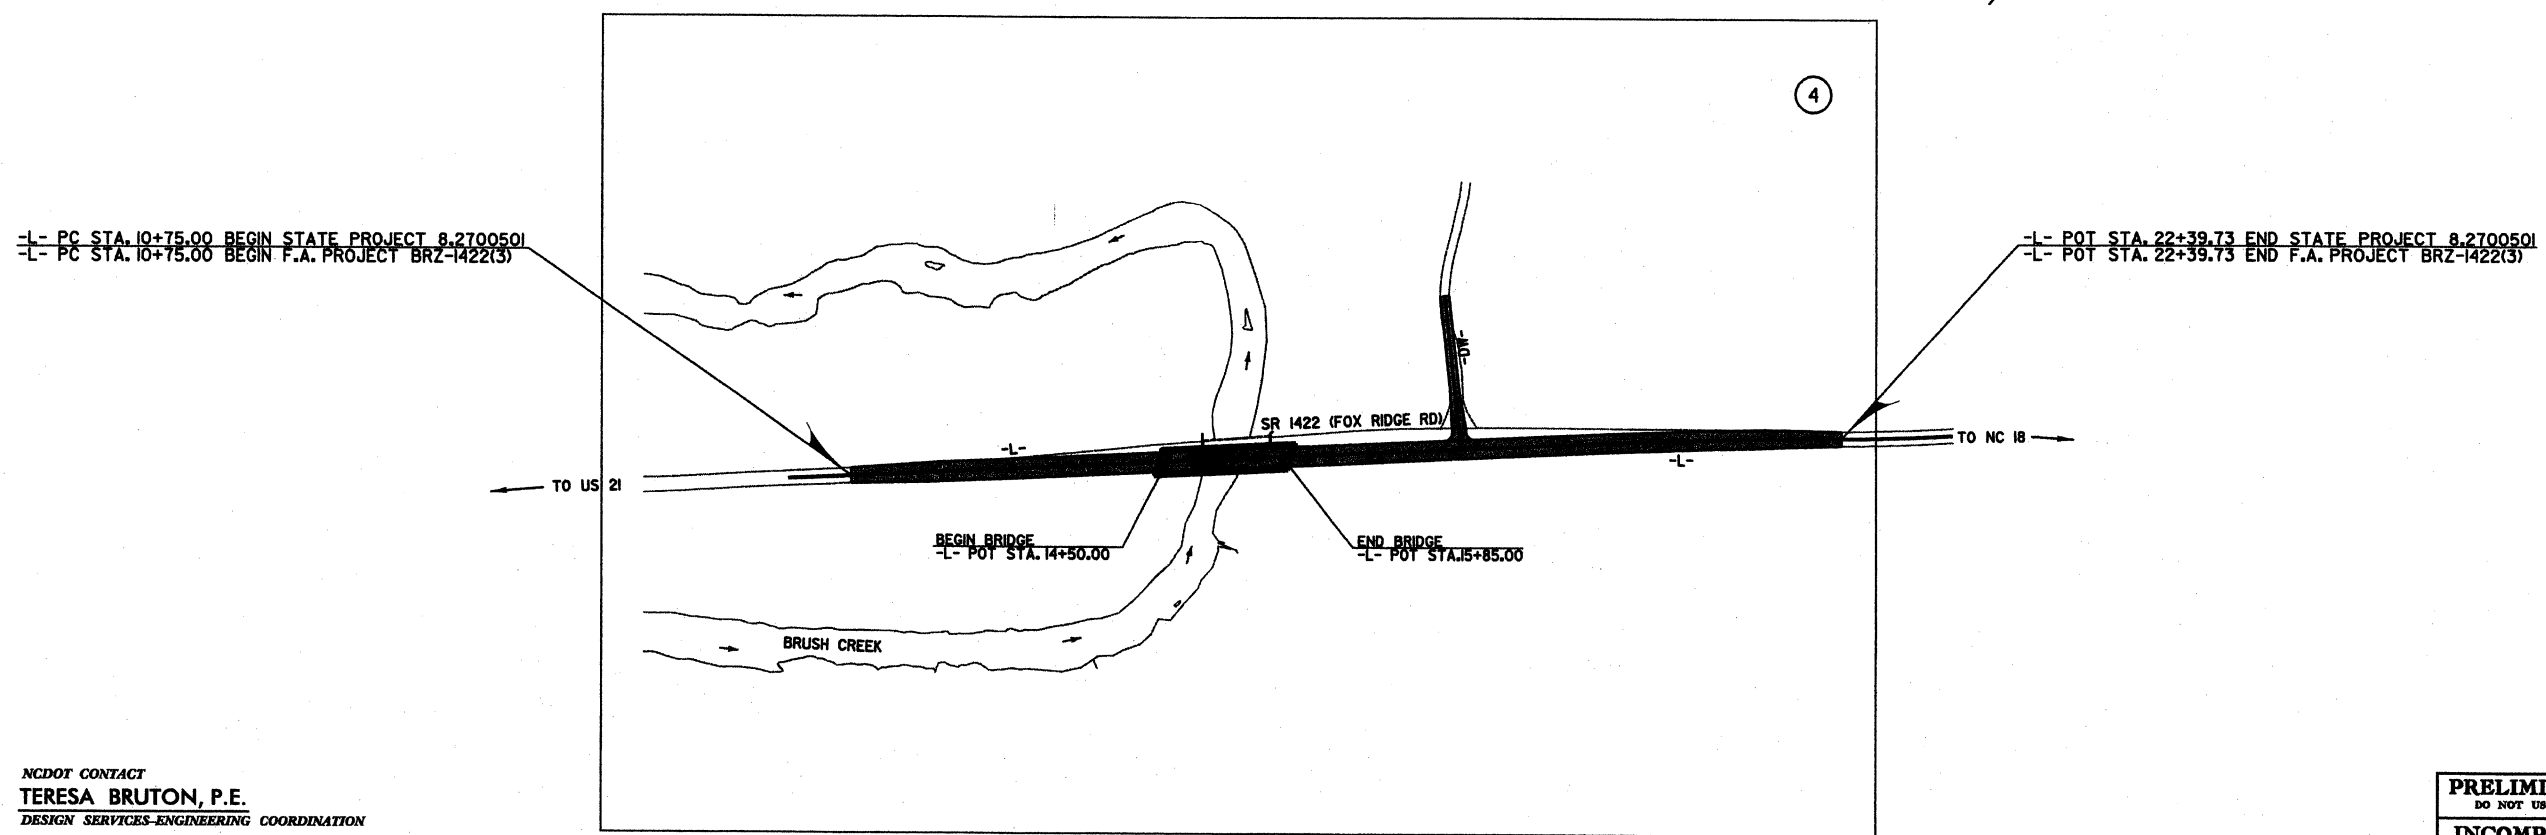 4
-L- PC STA. 10+75.00 BEGIN STATE PROJECT 8.2700501
-L- PC STA. 10+75.00 BEGIN F.A. PROJECT BRZ-1422(3)
-L- POT STA. 22+39.73 END STATE PROJECT 8.2700501
-L- POT STA. 22+39.73 END F.A. PROJECT BRZ-1422(3)
-DW-
SR 1422 (FOX RIDGE RD)
-L-
TO NC 18
-L-
TO US 21
BEGIN BRIDGE
-L- POT STA. 14+50.00
END BRIDGE
-L- POT STA.15+85.00
BRUSH CREEK
NCDOT CONTACT
TERESA BRUTON, P.E.
DESIGN SERVICES-ENGINEERING COORDINATION
DO NOT